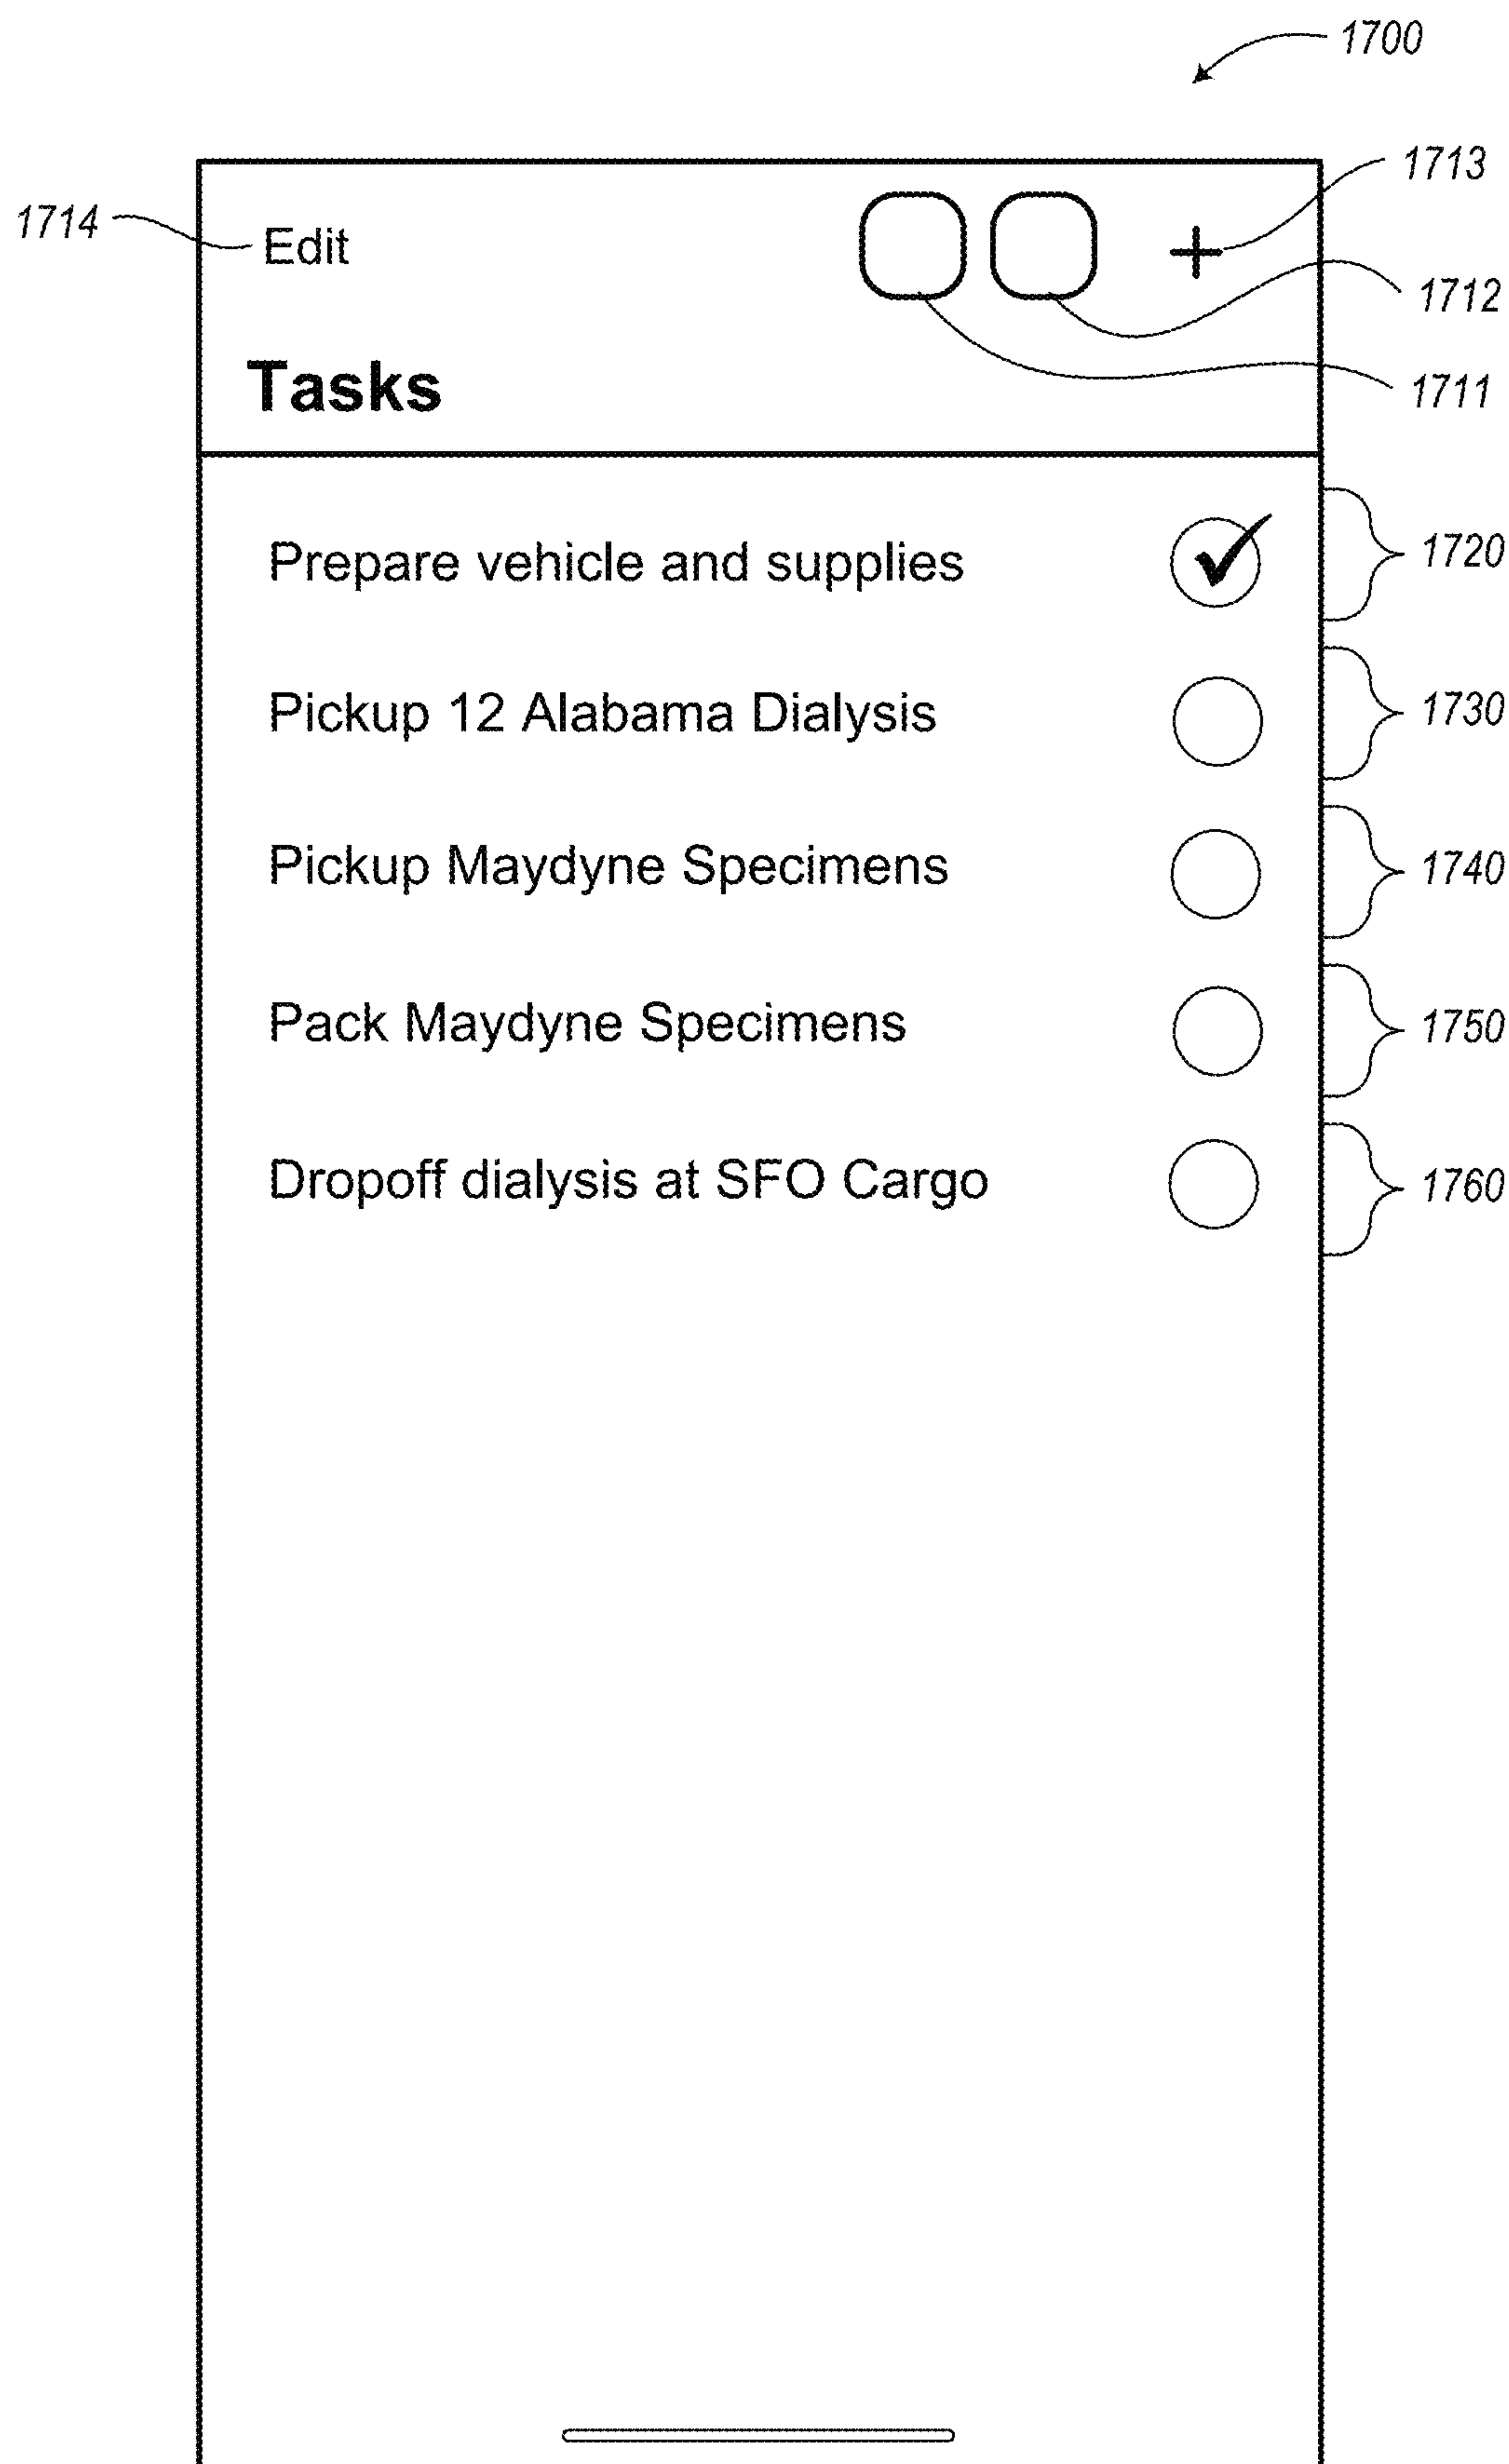 1700
1713
1714
Edit
+
1712
Tasks
1711
Prepare vehicle and supplies
1720
Pickup 12 Alabama Dialysis
1730
Pickup Maydyne Specimens
1740
Pack Maydyne Specimens
1750
Dropoff dialysis at SFO Cargo
1760